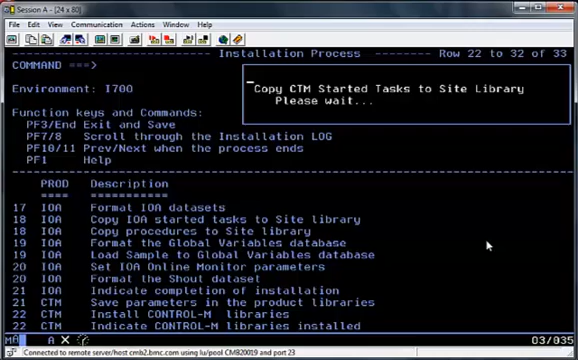 Session A - [24 x 80]
File Edit View Communication Actions Window Help
Installation Process Row 22 to 32 of 33
COMMAND ===>
Copy CTM Started Tasks to Site Library
Please wait...
Environment: I700
Function keys and Commands:
PF3/End Exit and Save
PF7/8 Scroll through the Installation LOG
PF10/11 Prev/Next when the process ends
PF1 Help
PROD Description
==== ===========
17 IOA Format IOA datasets
18 IOA Copy IOA started tasks to Site library
18 IOA Copy procedures to Site library
19 IOA Format the Global Variables database
19 IOA Load Sample to Global Variables database
20 IOA Set IOA Online Monitor parameters
20 IOA Format the Shout dataset
21 IOA Indicate completion of installation
21 CTM Save parameters in the product libraries
22 CTM Install CONTROL-M libraries
22 CTM Indicate CONTROL-M libraries installed
MA A X 03/035
Connected to remote server/host cmb2.bmc.com using lu/pool CMB20019 and port 23